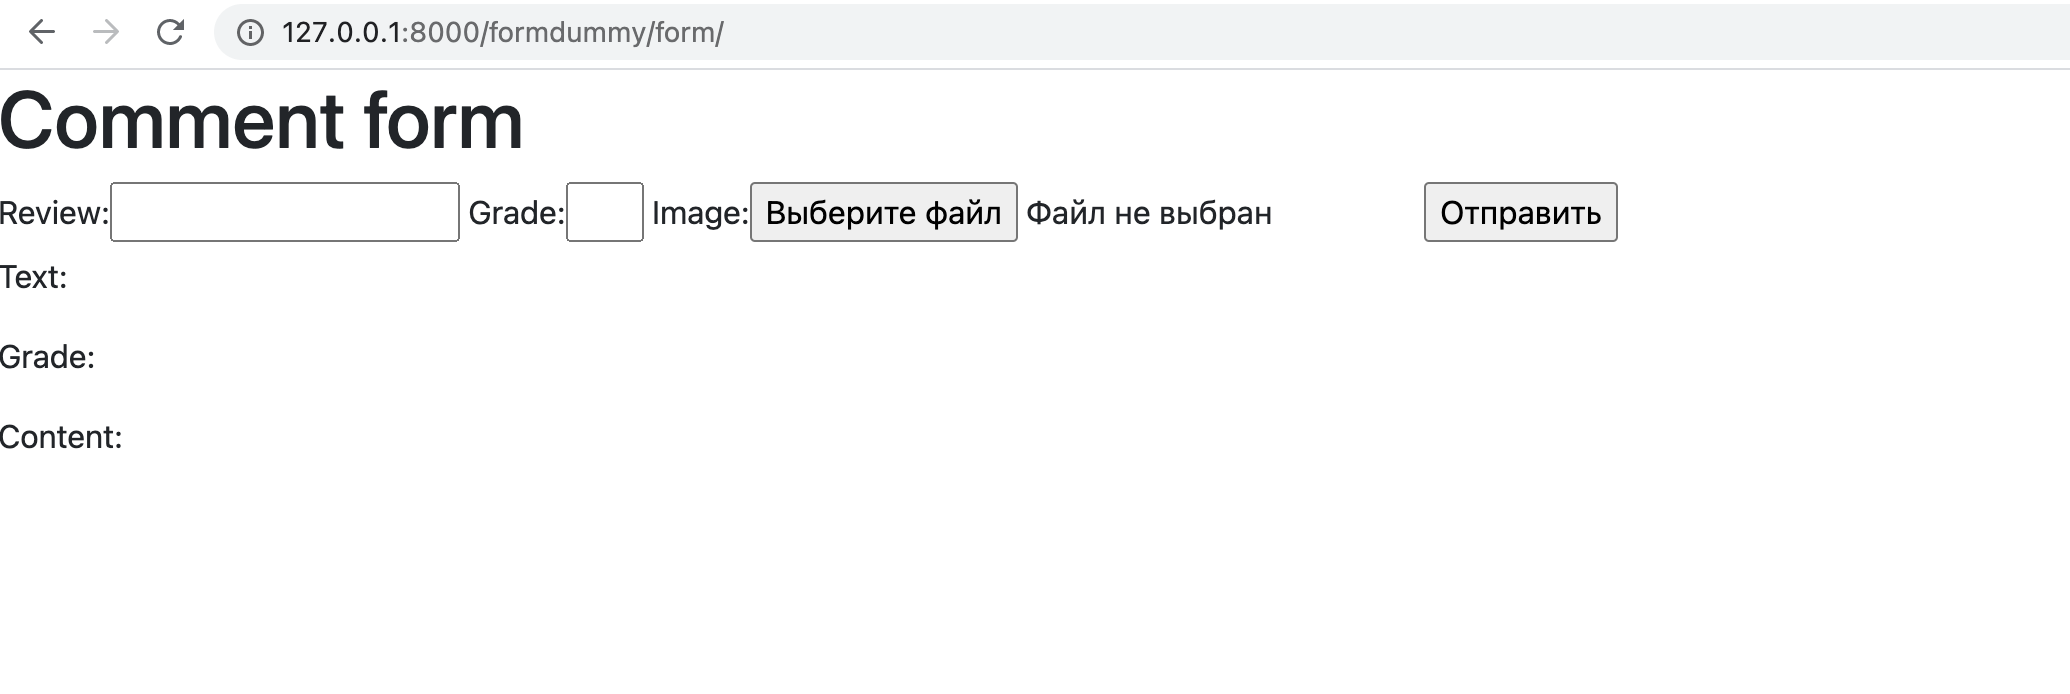 127.0.0.1:8000/formdummy/form/
Comment form
Review: Grade: Image: Выберите файл Файл не выбран Отправить
Text:
Grade:
Content: